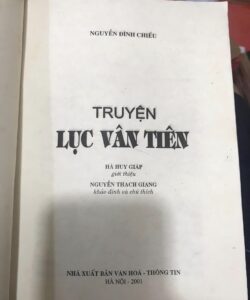 NGUYỄN ĐÌNH CHIỂU
TRUYỆN
LỤC VÂN TIÊN
HÀ HUY GIÁP
giới thiệu
NGUYỄN THẠCH GIANG
khảo đính và chú thích
NHÀ XUẤT BẢN VĂN HOÁ - THÔNG TIN
HÀ NỘI - 2001